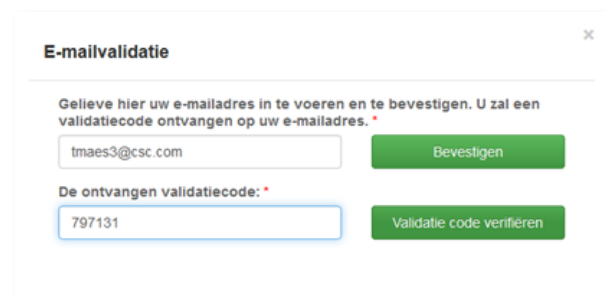 ×
E-mailvalidatie
Gelieve hier uw e-mailadres in te voeren en te bevestigen. U zal een
validatiecode ontvangen op uw e-mailadres. *
tmaes3@csc.com
Bevestigen
De ontvangen validatiecode: *
797131
Validatie code verifiëren